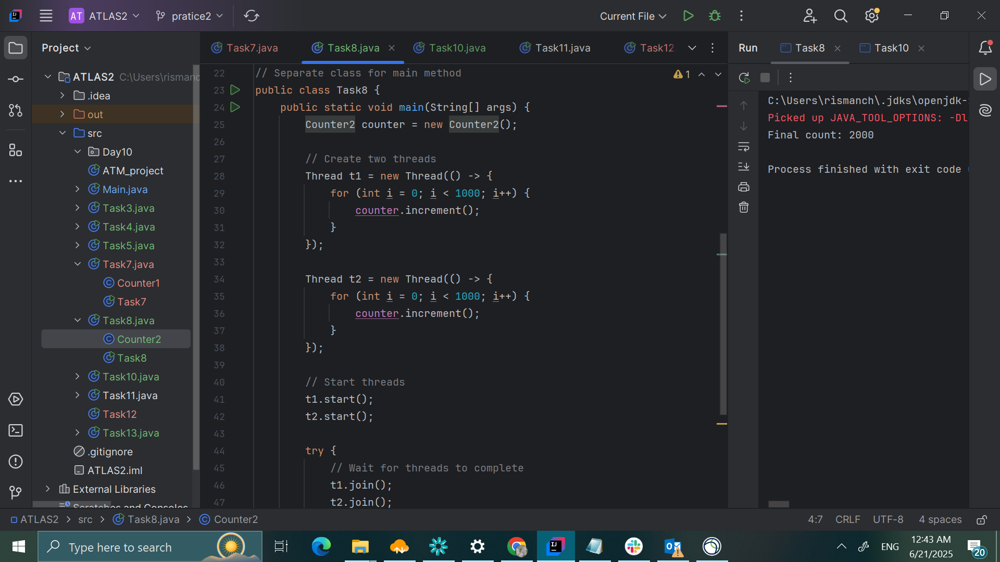 AT ATLAS2 pratice2 Current File
Project
Task7.java Task8.java Task10.java Task11.java Task12
Run Task8 Task10
ATLAS2 C:\Users\rismanc
.idea
out
src
Day10
ATM_project
Main.java
Task3.java
Task4.java
Task5.java
Task7.java
Counter1
Task7
Task8.java
Counter2
Task8
Task10.java
Task11.java
Task12
Task13.java
.gitignore
ATLAS2.iml
External Libraries
Scratches and Consoles
1
22 // Separate class for main method
23 public class Task8 {
24 public static void main(String[] args) {
25 Counter2 counter = new Counter2();
26
27 // Create two threads
28 Thread t1 = new Thread(() -> {
29 for (int i = 0; i < 1000; i++) {
30 counter.increment();
31 }
32 });
33
34 Thread t2 = new Thread(() -> {
35 for (int i = 0; i < 1000; i++) {
36 counter.increment();
37 }
38 });
39
40 // Start threads
41 t1.start();
42 t2.start();
43
44 try {
45 // Wait for threads to complete
46 t1.join();
47 t2.join();
C:\Users\rismanch\.jdks\openjdk-
Picked up JAVA_TOOL_OPTIONS: -Dl
Final count: 2000
Process finished with exit code
ATLAS2 > src > Task8.java > Counter2
4:7 CRLF UTF-8 4 spaces
Type here to search
ENG
12:43 AM
6/21/2025
20